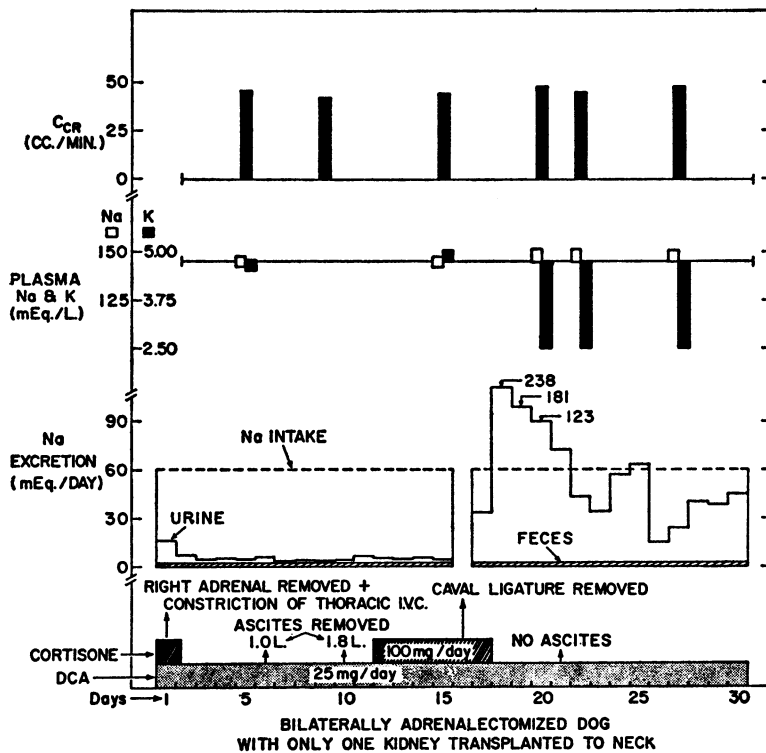 50
C_CR
25
(CC./MIN.)
0
Na K
150 5.00
PLASMA
Na & K
125 3.75
(mEq./L.)
2.50
238
181
90
123
Na
Na INTAKE
EXCRETION
60
(mEq/DAY)
30
URINE
FECES
0
RIGHT ADRENAL REMOVED +
CONSTRICTION OF THORACIC I.V.C.
CAVAL LIGATURE REMOVED
ASCITES REMOVED
1.0 L. 1.8 L.
NO ASCITES
CORTISONE
100 mg/day
DCA
25 mg/day
Days 1 5 10 15 20 25 30
BILATERALLY ADRENALECTOMIZED DOG
WITH ONLY ONE KIDNEY TRANSPLANTED TO NECK